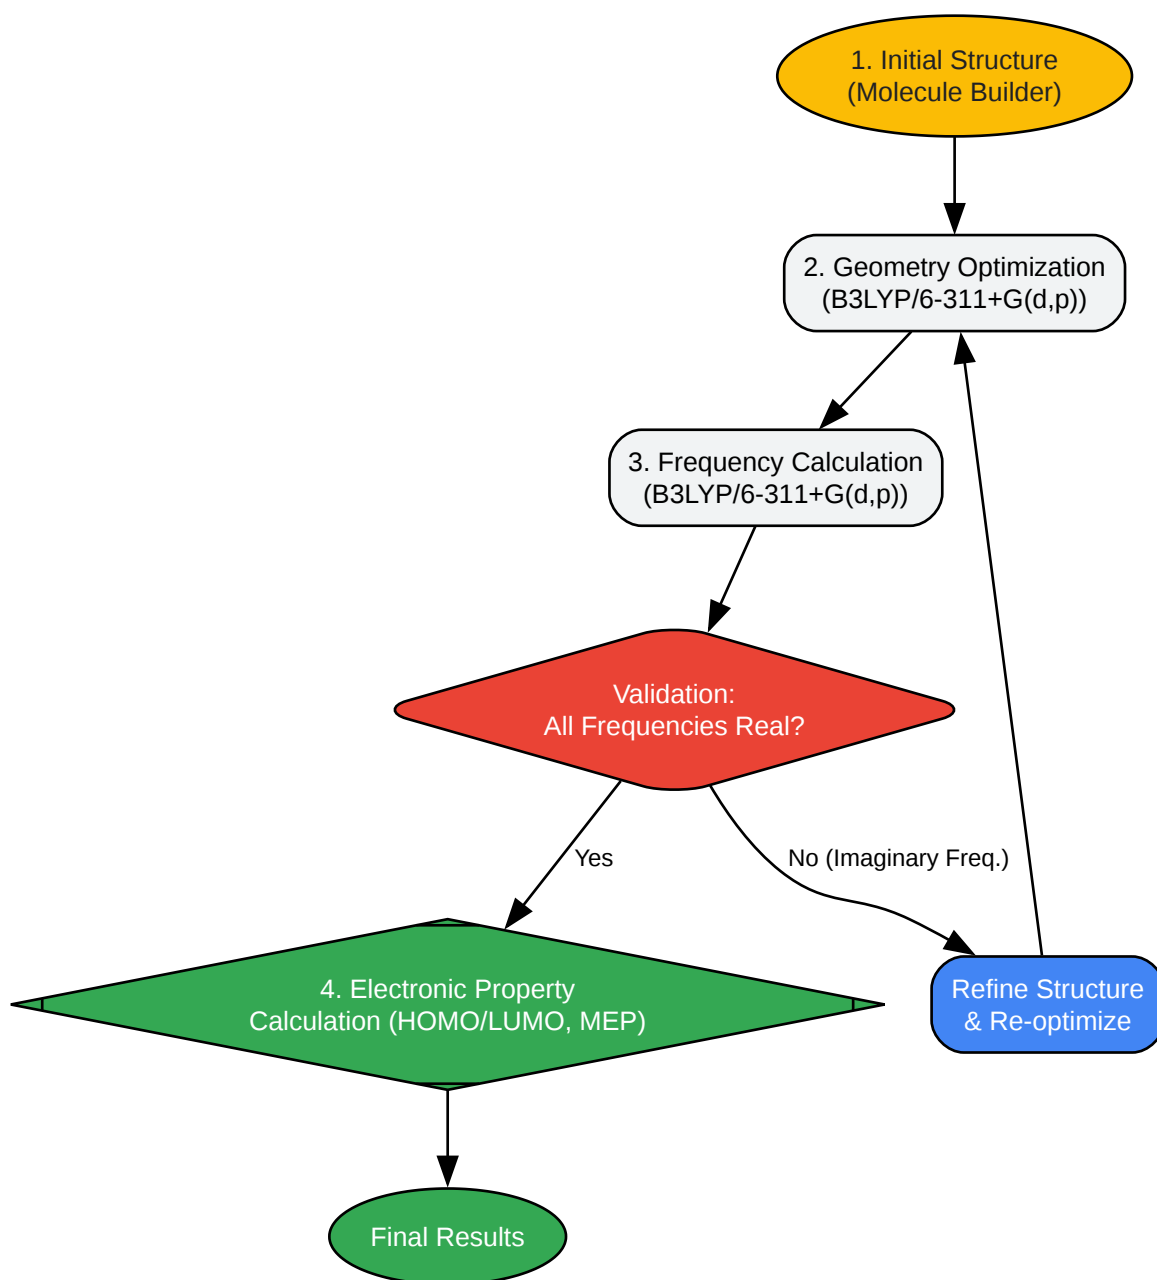 1. Initial Structure
(Molecule Builder)
2. Geometry Optimization
(B3LYP/6-311+G(d,p))
3. Frequency Calculation
(B3LYP/6-311+G(d,p))
Validation:
All Frequencies Real?
Yes
No (Imaginary Freq.)
4. Electronic Property
Calculation (HOMO/LUMO, MEP)
Refine Structure
& Re-optimize
Final Results